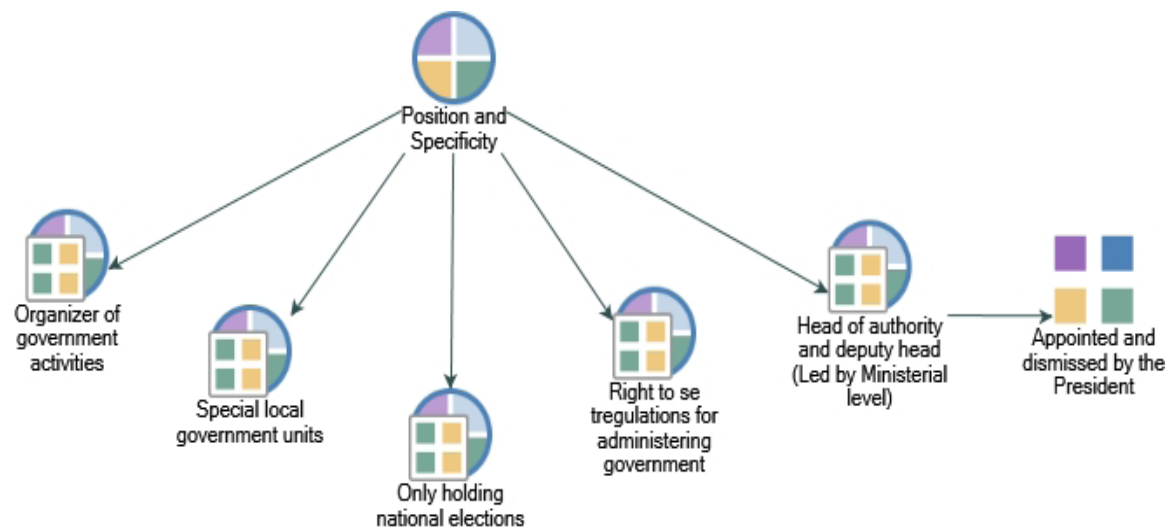 Position and
Specificity
Organizer of
government
activities
Special local
government units
Only holding
national elections
Right to se
tregulations for
administering
government
Head of authority
and deputy head
(Led by Ministerial
level)
Appointed and
dismissed by the
President